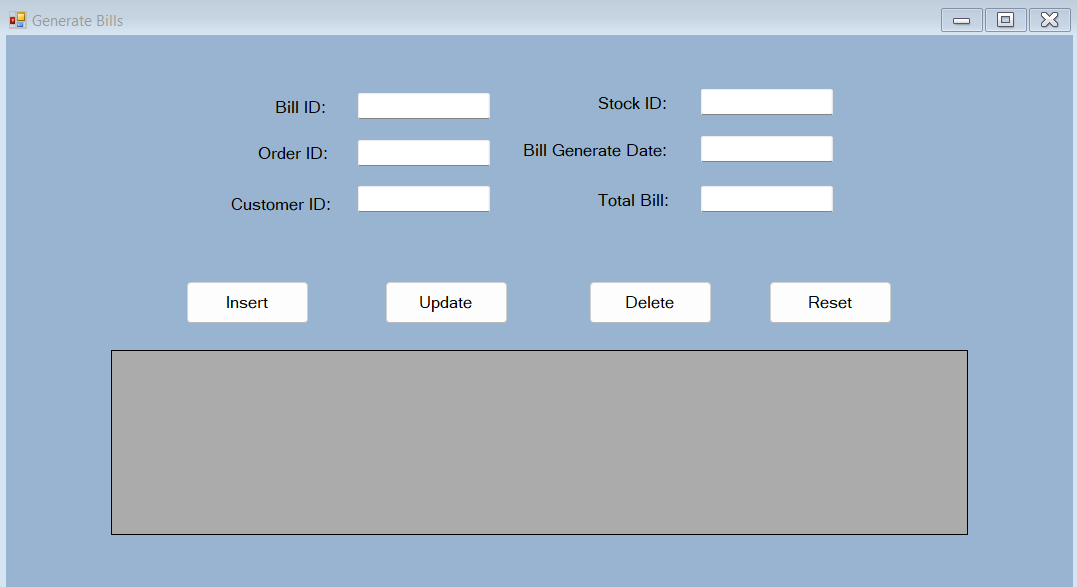 Generate Bills
Bill ID:
Stock ID:
Order ID:
Bill Generate Date:
Customer ID:
Total Bill:
Insert
Update
Delete
Reset